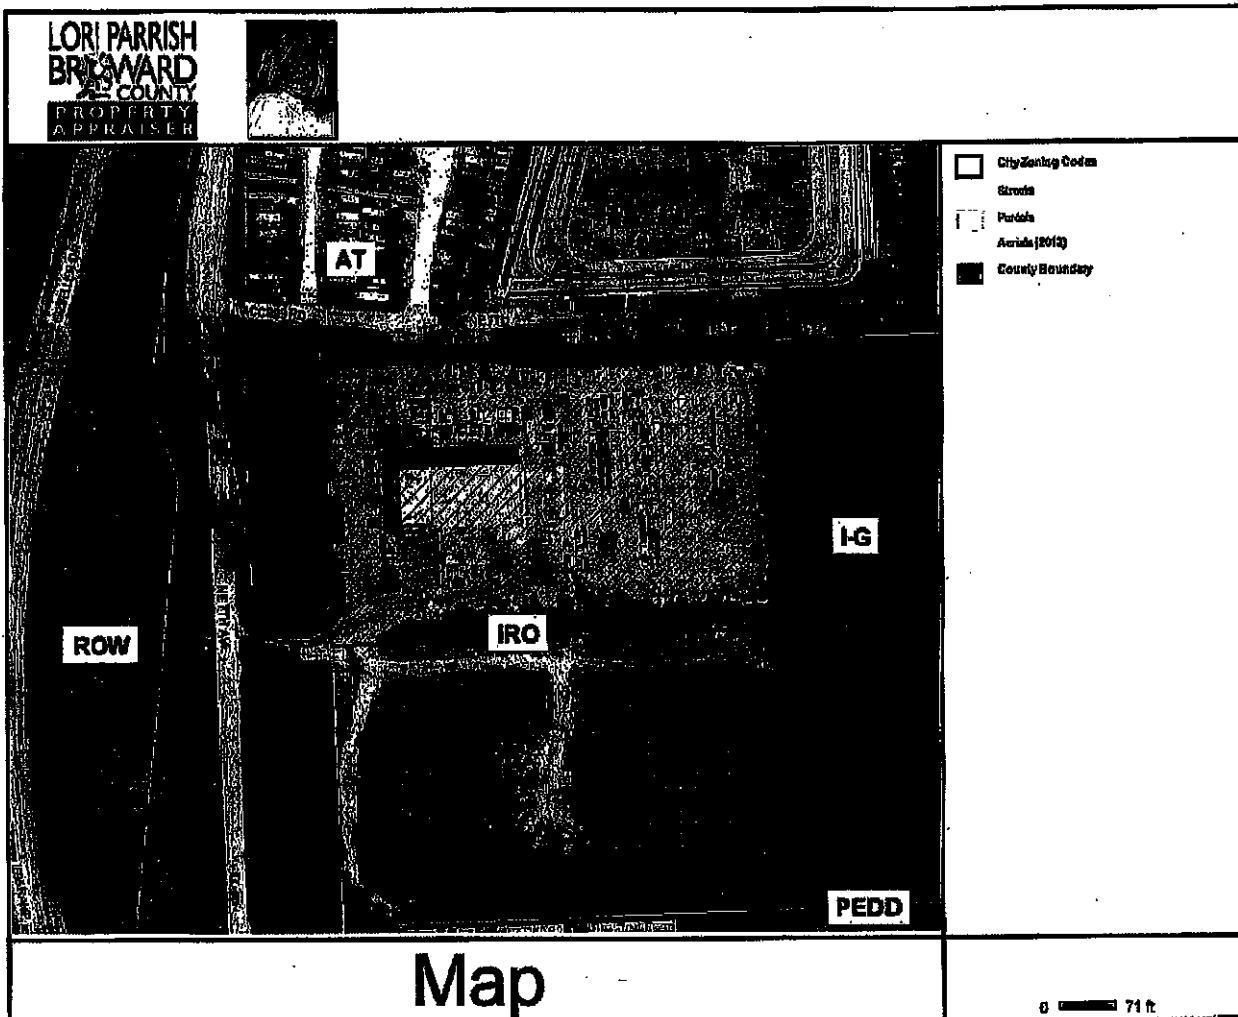 LORI PARRISH
BROWARD
COUNTY
PROPERTY
APPRAISER
City Zoning Codes
Streets
Parcels
Aerials (2013)
County Boundary
AT
I-G
IRO
ROW
PEDD
Map
0 71 ft